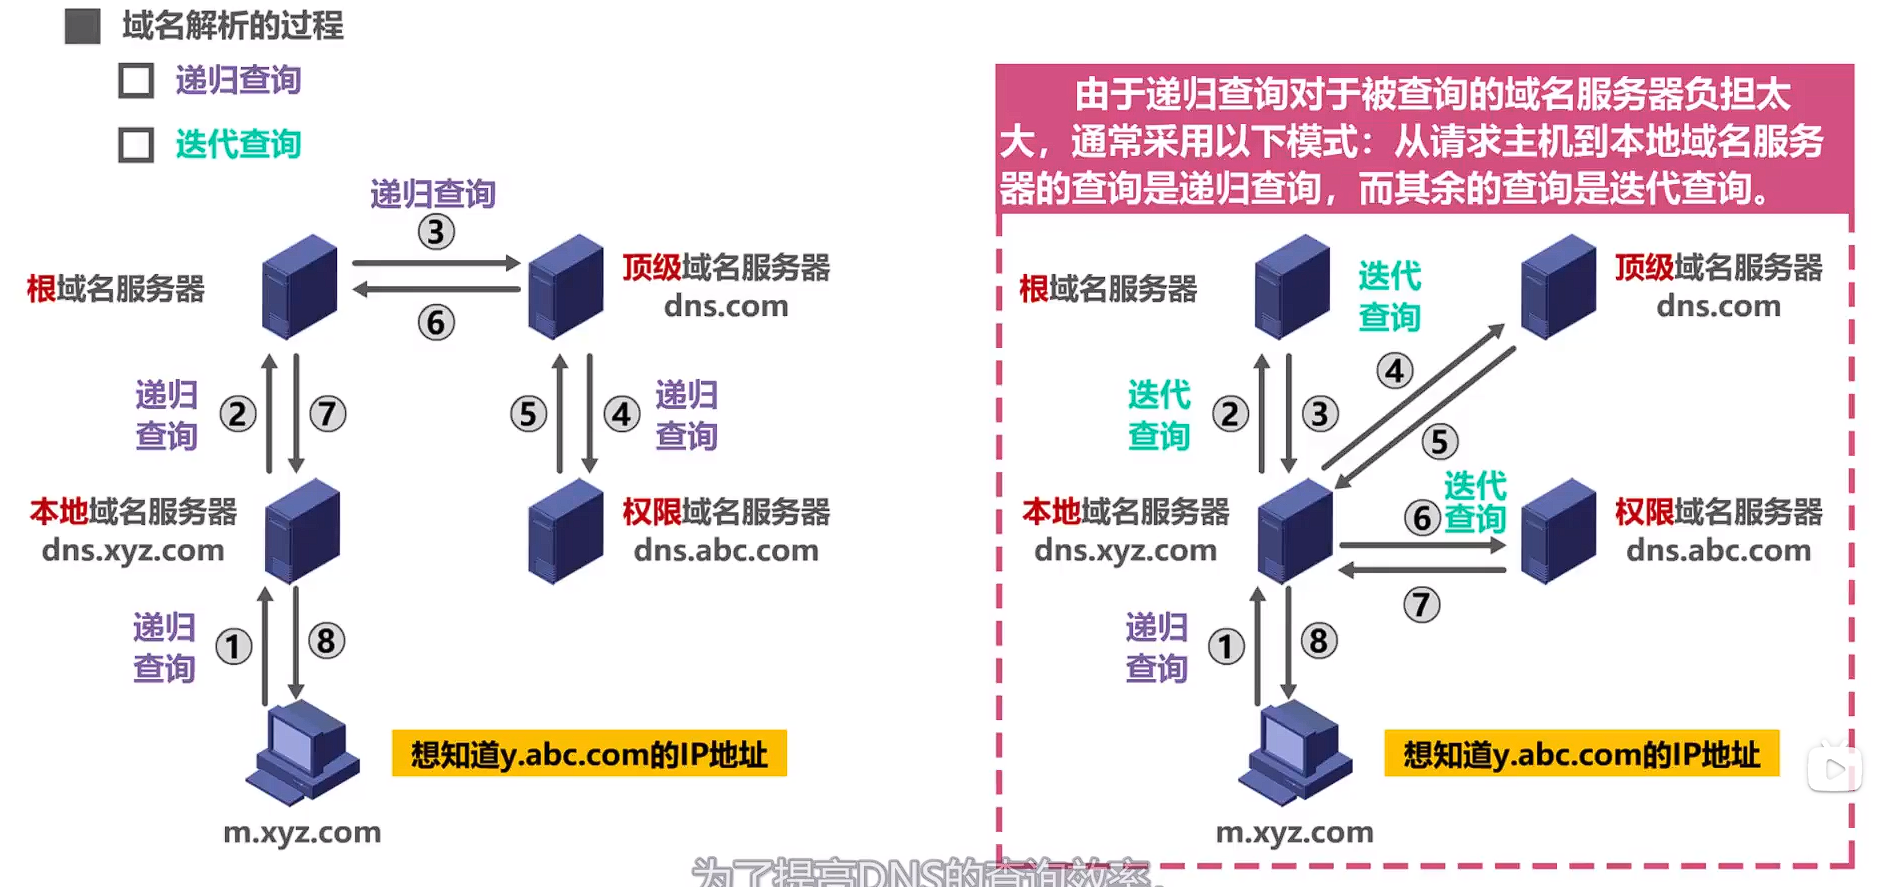 域名解析的过程
递归查询
迭代查询
递归查询
③
根域名服务器
顶级域名服务器
dns.com
⑥
递归
查询
②
⑦
⑤
④
递归
查询
本地域名服务器
dns.xyz.com
权限域名服务器
dns.abc.com
递归
查询
①
⑧
想知道y.abc.com的IP地址
m.xyz.com
由于递归查询对于被查询的域名服务器负担太
大，通常采用以下模式：从请求主机到本地域名服务
器的查询是递归查询，而其余的查询是迭代查询。
根域名服务器
迭代
查询
顶级域名服务器
dns.com
④
迭代
查询
②
③
⑤
本地域名服务器
dns.xyz.com
迭代
查询
⑥
权限域名服务器
dns.abc.com
⑦
递归
查询
①
⑧
想知道y.abc.com的IP地址
m.xyz.com
为了提高DNS的查询效率，